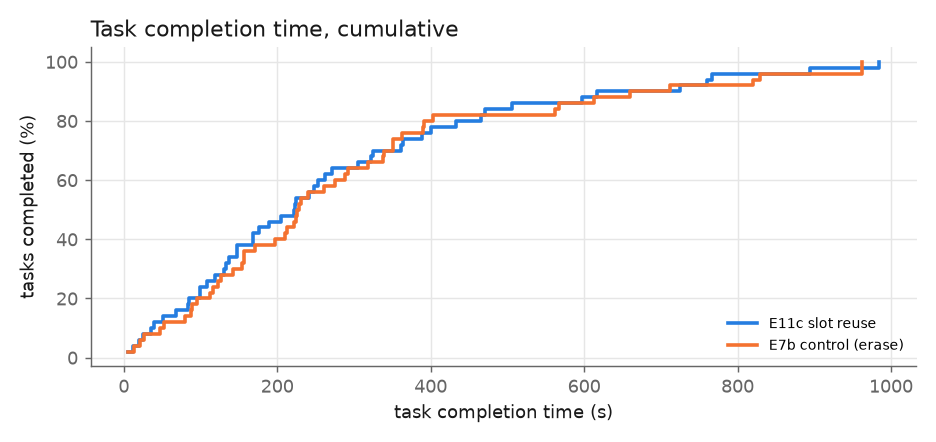 Task completion time, cumulative
100
80
60
40
20
0
tasks completed (%)
E11c slot reuse
E7b control (erase)
0 200 400 600 800 1000
task completion time (s)